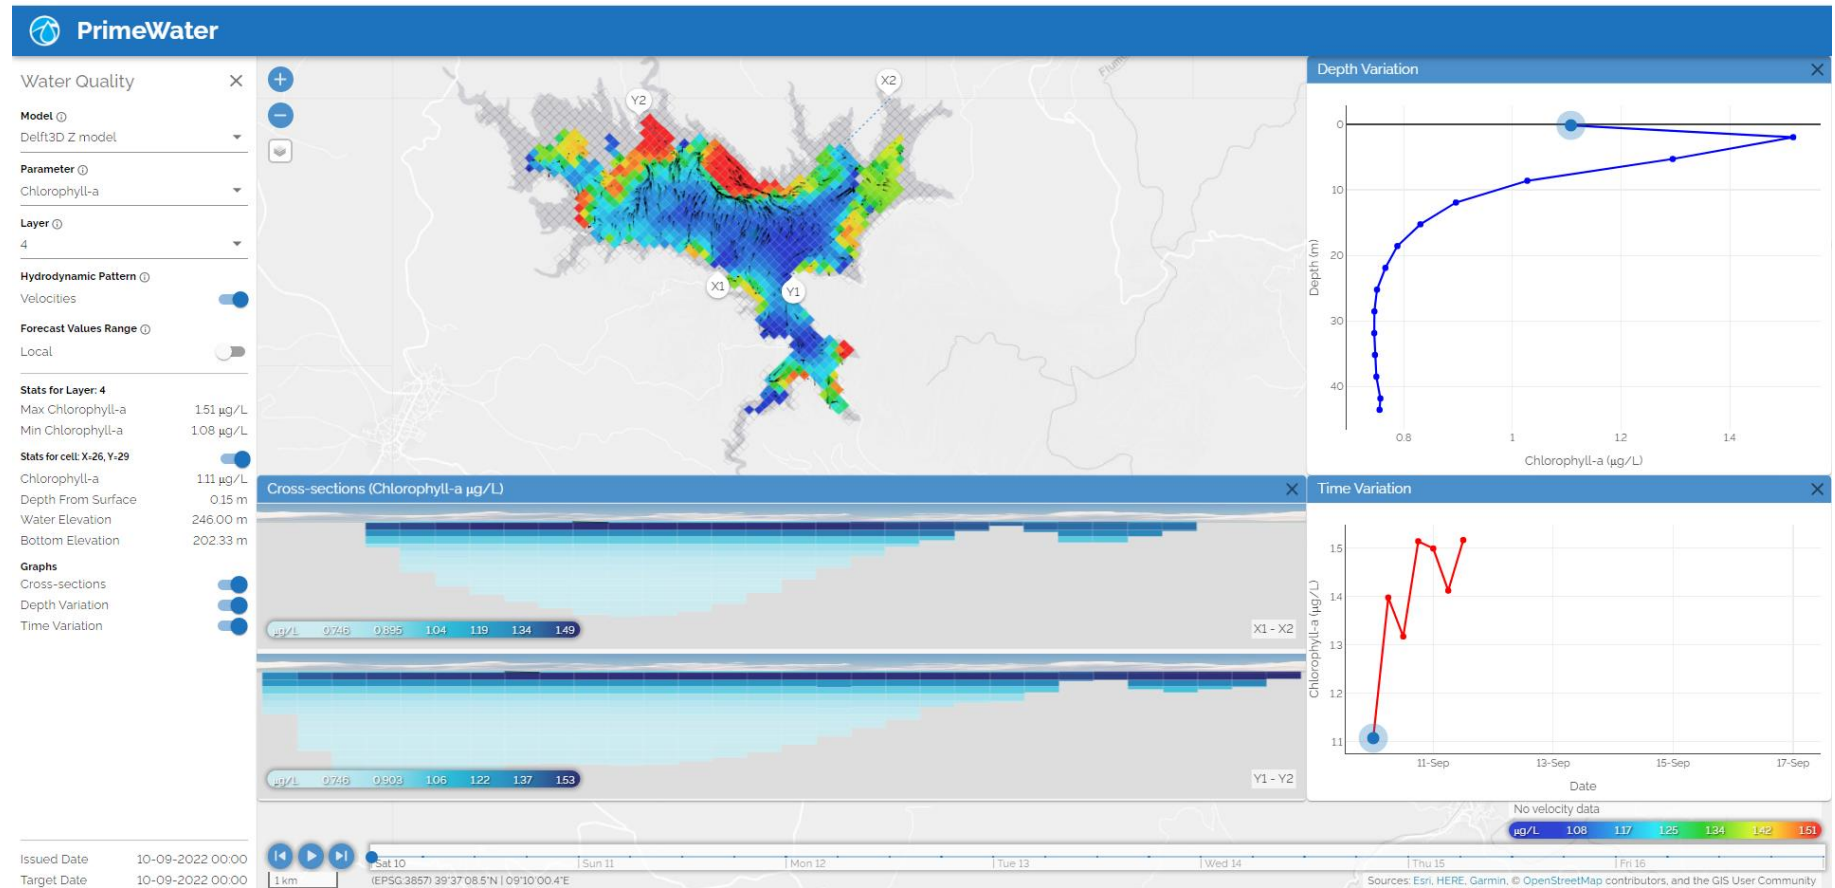 PrimeWater
Water Quality
Model
Delft3D Z model
Parameter
Chlorophyll-a
Layer
4
Hydrodynamic Pattern
Velocities
Forecast Values Range
Local
Stats for Layer: 4
Max Chlorophyll-a 1.51 µg/L
Min Chlorophyll-a 1.08 µg/L
Stats for cell: X=26, Y=29
Chlorophyll-a 1.11 µg/L
Depth From Surface 0.15 m
Water Elevation 246.00 m
Bottom Elevation 202.33 m
Graphs
Cross-sections
Depth Variation
Time Variation
Issued Date 10-09-2022 00:00
Target Date 10-09-2022 00:00
Y2
X2
X1
Y1
Depth Variation
0
10
20
30
40
Depth (m)
0.8 1 1.2 1.4
Chlorophyll-a (µg/L)
Cross-sections (Chlorophyll-a µg/L)
µg/L 0.746 0.895 1.04 1.19 1.34 1.49
X1 - X2
µg/L 0.746 0.903 1.06 1.22 1.37 1.53
Y1 - Y2
Time Variation
1.5
1.4
1.3
1.2
1.1
Chlorophyll-a (µg/L)
11-Sep 13-Sep 15-Sep 17-Sep
Date
No velocity data
µg/L 1.08 1.17 1.25 1.34 1.42 1.51
Sat 10 Sun 11 Mon 12 Tue 13 Wed 14 Thu 15 Fri 16
1 km
(EPSG:3857) 39°37'08.5"N | 09°10'00.4"E
Sources: Esri, HERE, Garmin, © OpenStreetMap contributors, and the GIS User Community